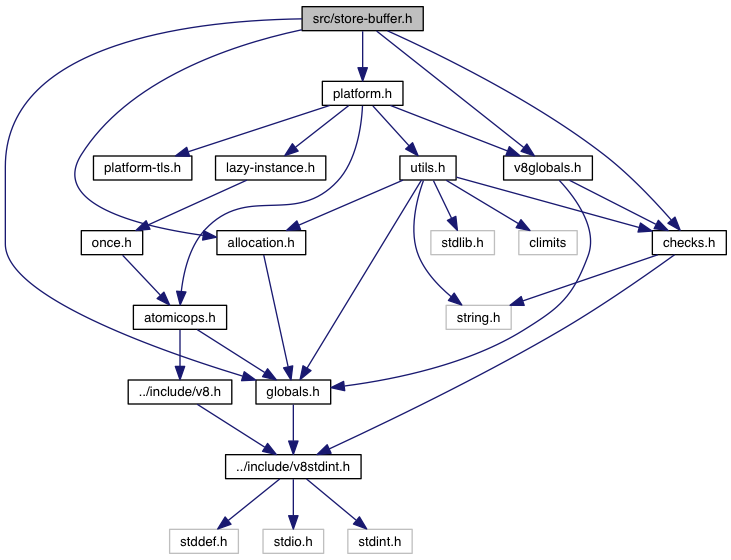 src/store-buffer.h
platform.h
platform-tls.h
lazy-instance.h
utils.h
v8globals.h
once.h
allocation.h
stdlib.h
climits
checks.h
atomicops.h
string.h
../include/v8.h
globals.h
../include/v8stdint.h
stddef.h
stdio.h
stdint.h